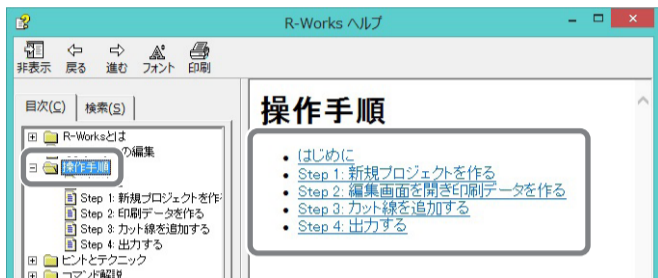 R-Works ヘルプ
非表示 戻る 進む フォント 印刷
目次(C) 検索(S)
R-Worksとは
の編集
操作手順
Step 1: 新規プロジェクトを作
Step 2: 印刷データを作る
Step 3: カット線を追加する
Step 4: 出力する
ヒントとテクニック
コマンド解説
操作手順
はじめに
Step 1: 新規プロジェクトを作る
Step 2: 編集画面を開き印刷データを作る
Step 3: カット線を追加する
Step 4: 出力する